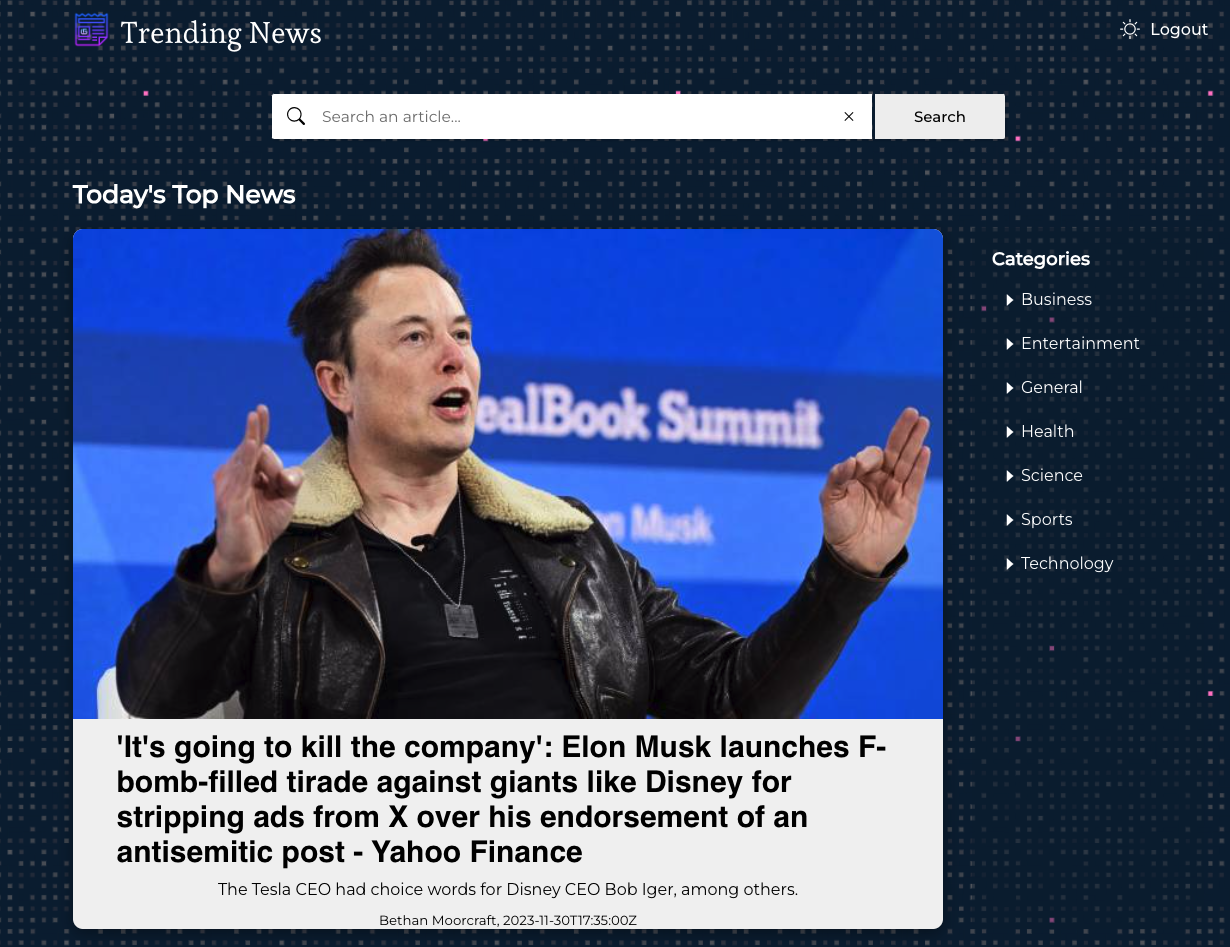 Trending News
Logout
Search an article...
Search
Today's Top News
ealBook Summit
on Musk
Categories
Business
Entertainment
General
Health
Science
Sports
Technology
'It's going to kill the company': Elon Musk launches F-
bomb-filled tirade against giants like Disney for
stripping ads from X over his endorsement of an
antisemitic post - Yahoo Finance
The Tesla CEO had choice words for Disney CEO Bob Iger, among others.
Bethan Moorcraft, 2023-11-30T17:35:00Z